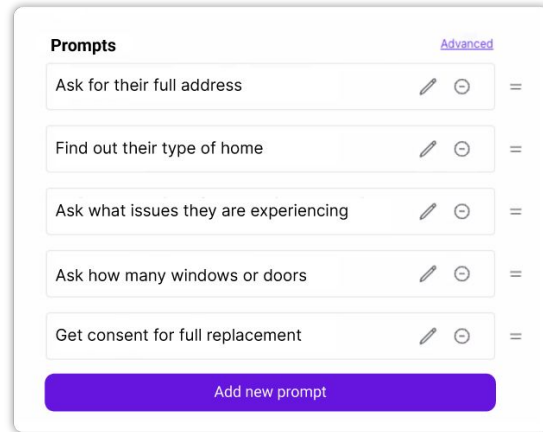 Prompts
Advanced
Ask for their full address
Find out their type of home
Ask what issues they are experiencing
Ask how many windows or doors
Get consent for full replacement
Add new prompt